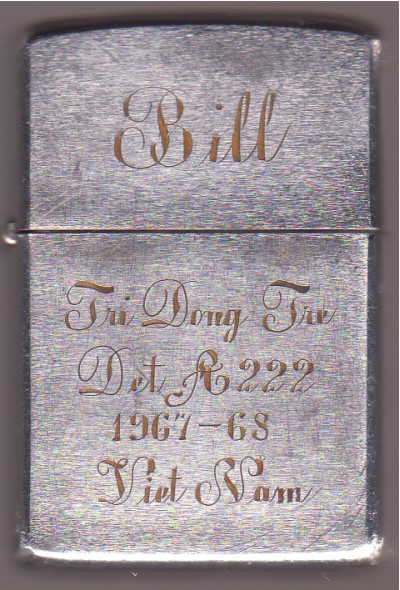 Bill
Tri Dong Tre
Det A222
1967-68
Viet Nam